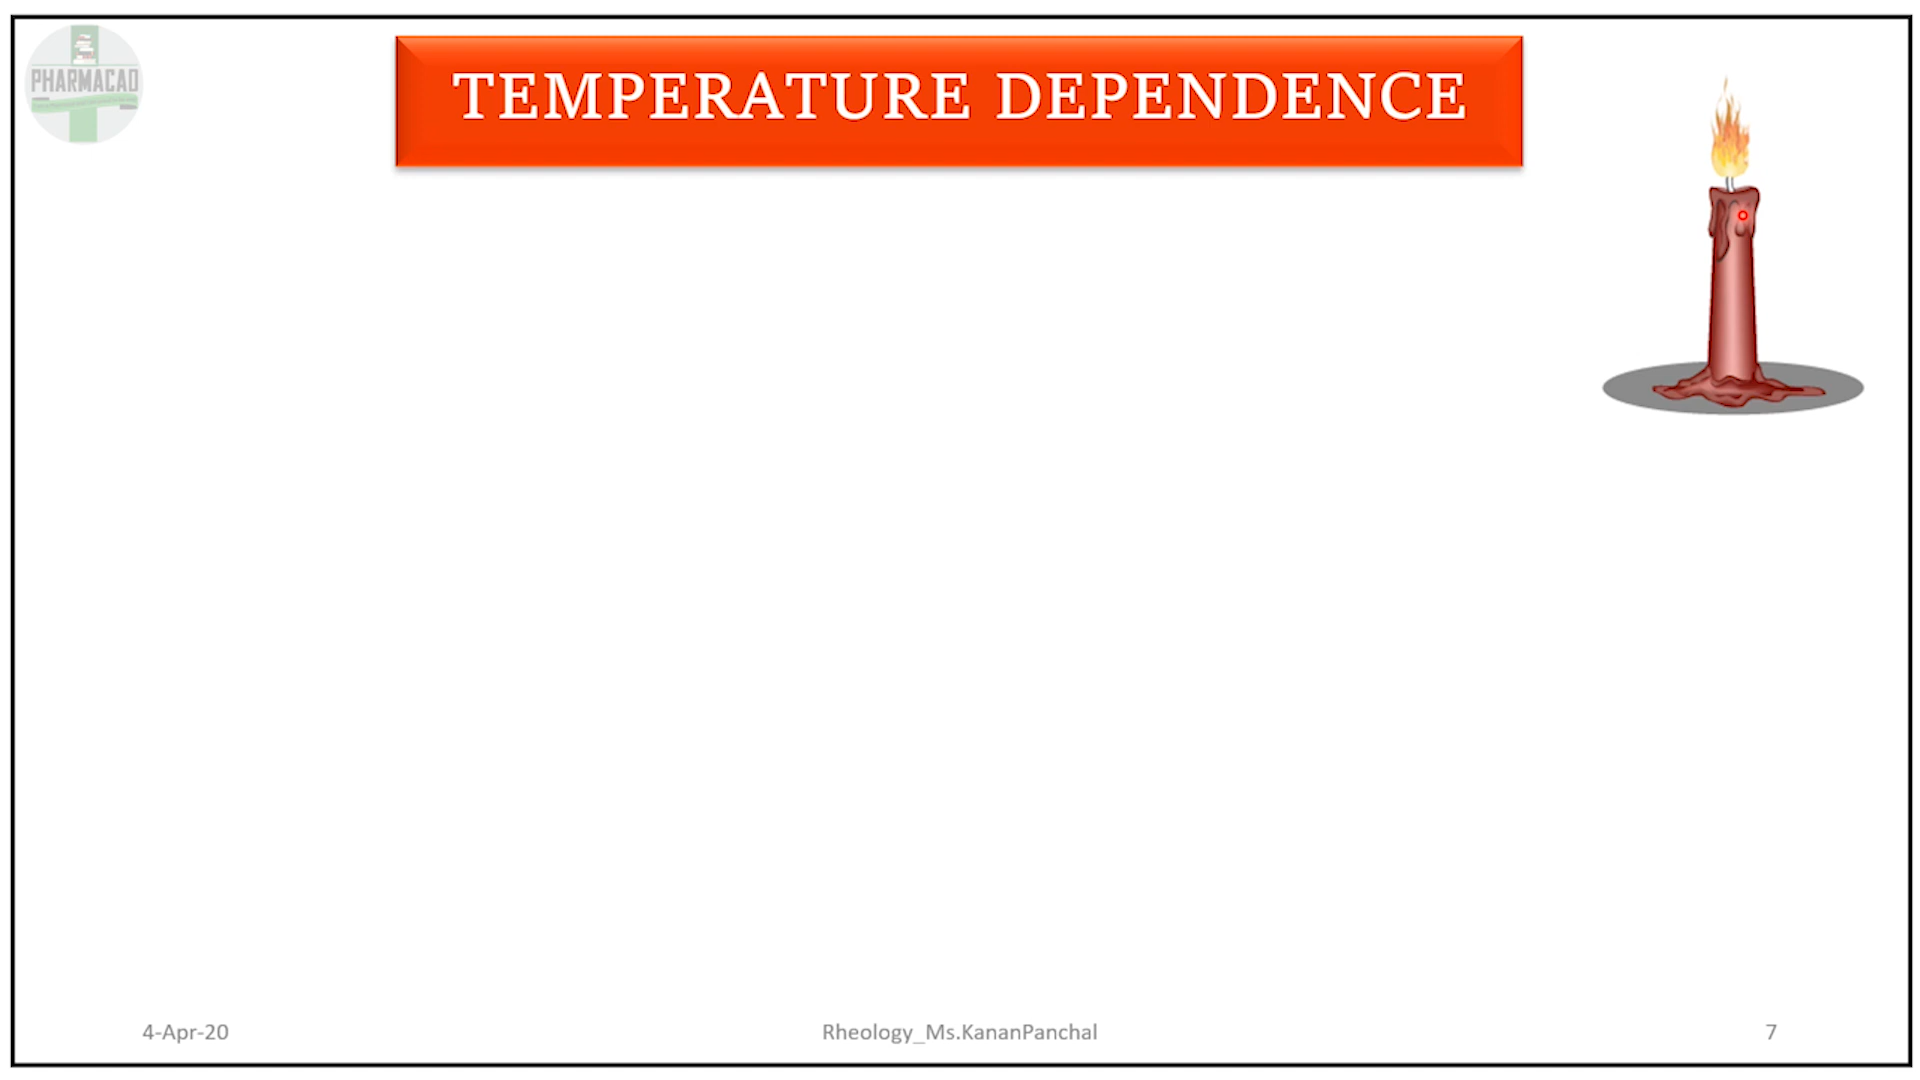 PHARMACAD
TEMPERATURE DEPENDENCE
4-Apr-20
Rheology_Ms.KananPanchal
7